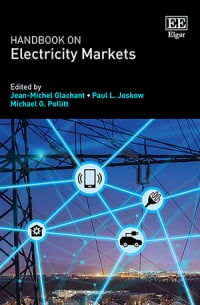 EE
Elgar
HANDBOOK ON
Electricity Markets
Edited by
Jean-Michel Glachant • Paul L. Joskow
Michael G. Pollitt